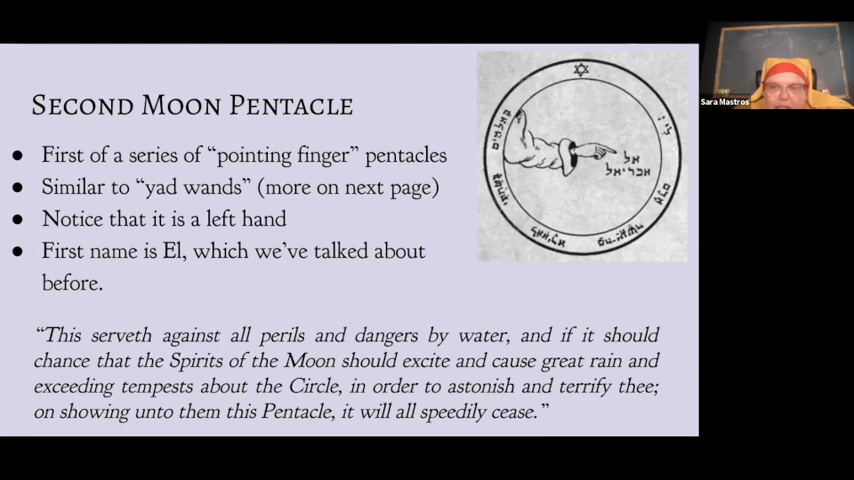 SECOND MOON PENTACLE
● First of a series of “pointing finger” pentacles
● Similar to “yad wands” (more on next page)
● Notice that it is a left hand
● First name is El, which we’ve talked about
before.
“This serveth against all perils and dangers by water, and if it should
chance that the Spirits of the Moon should excite and cause great rain and
exceeding tempests about the Circle, in order to astonish and terrify thee;
on showing unto them this Pentacle, it will all speedily cease.”
אל
אבריאל
Sara Mastros